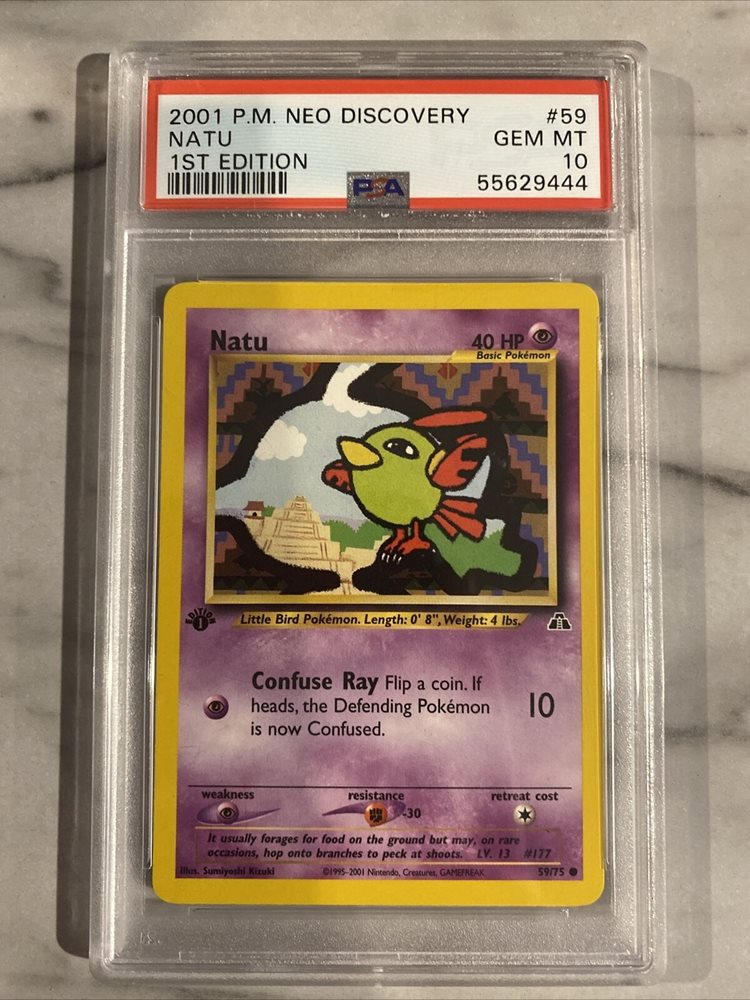 2001 P.M. NEO DISCOVERY #59
NATU GEM MT
1ST EDITION 10
PSA 55629444
Natu 40 HP
Basic Pokémon
EDITION
1
Little Bird Pokémon. Length: 0' 8", Weight: 4 lbs.
Confuse Ray Flip a coin. If
heads, the Defending Pokémon 10
is now Confused.
weakness resistance retreat cost
-30
It usually forages for food on the ground but may, on rare
occasions, hop onto branches to peck at shoots. LV. 13 #177
Illus. Sumiyoshi Kizuki ©1995-2001 Nintendo, Creatures, GAMEFREAK 59/75